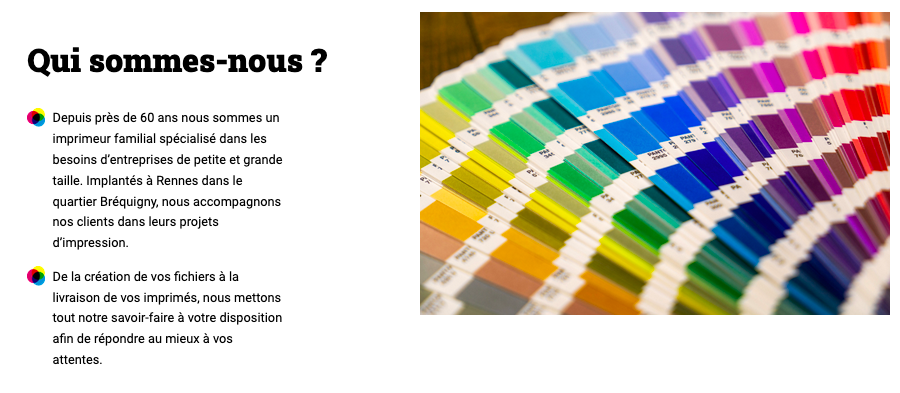 Qui sommes-nous ?
Depuis près de 60 ans nous sommes un
imprimeur familial spécialisé dans les
besoins d'entreprises de petite et grande
taille. Implantés à Rennes dans le
quartier Bréquigny, nous accompagnons
nos clients dans leurs projets
d'impression.
De la création de vos fichiers à la
livraison de vos imprimés, nous mettons
tout notre savoir-faire à votre disposition
afin de répondre au mieux à vos
attentes.